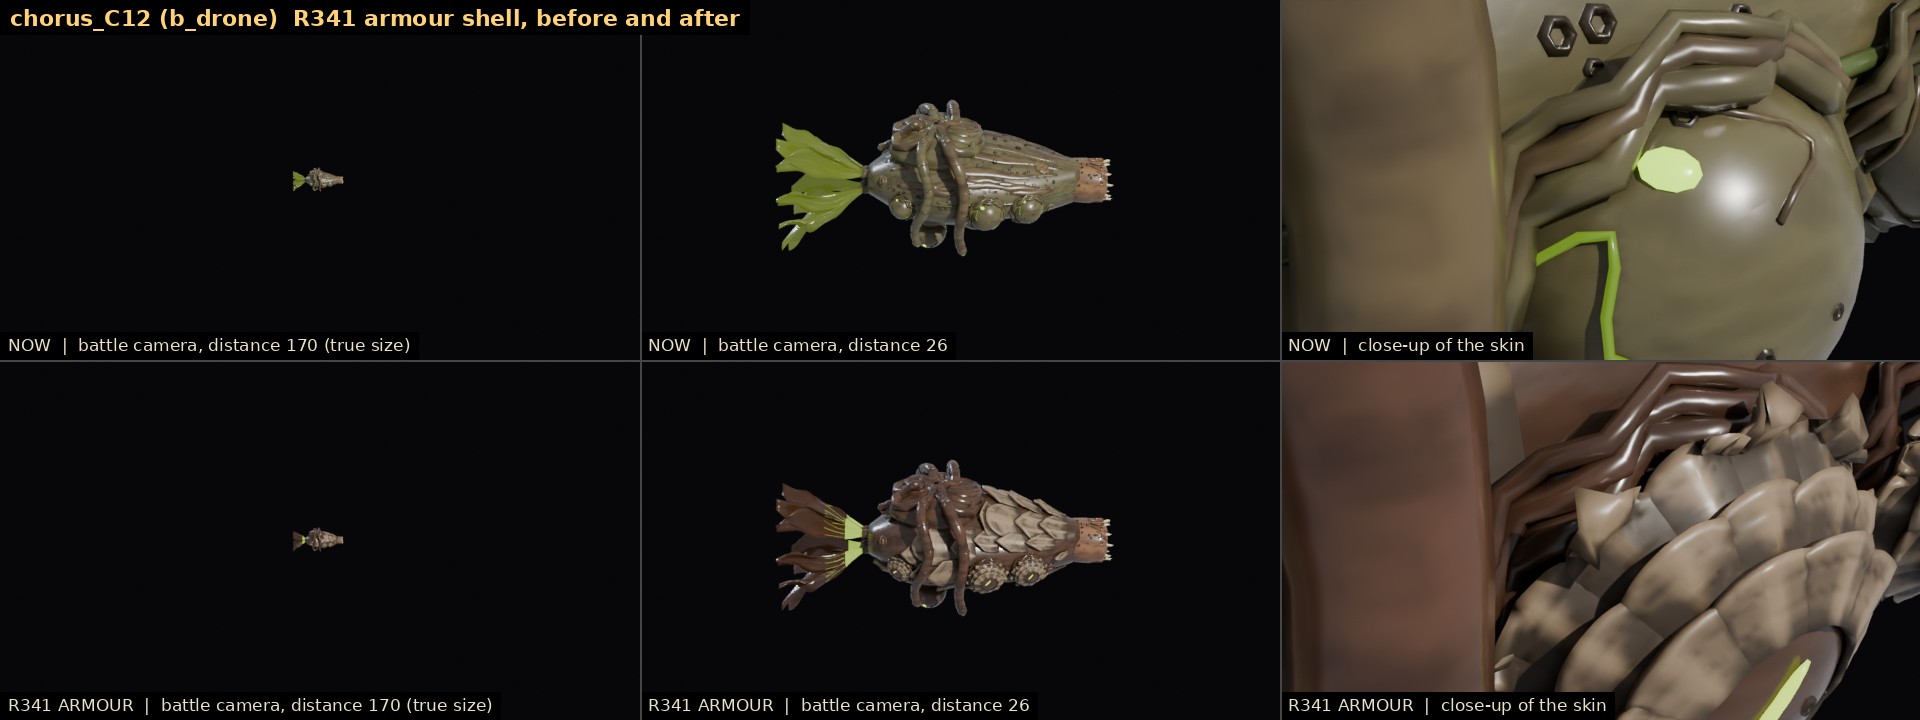 chorus_C12 (b_drone)  R341 armour shell, before and after
NOW  |  battle camera, distance 170 (true size)
NOW  |  battle camera, distance 26
NOW  |  close-up of the skin
R341 ARMOUR  |  battle camera, distance 170 (true size)
R341 ARMOUR  |  battle camera, distance 26
R341 ARMOUR  |  close-up of the skin